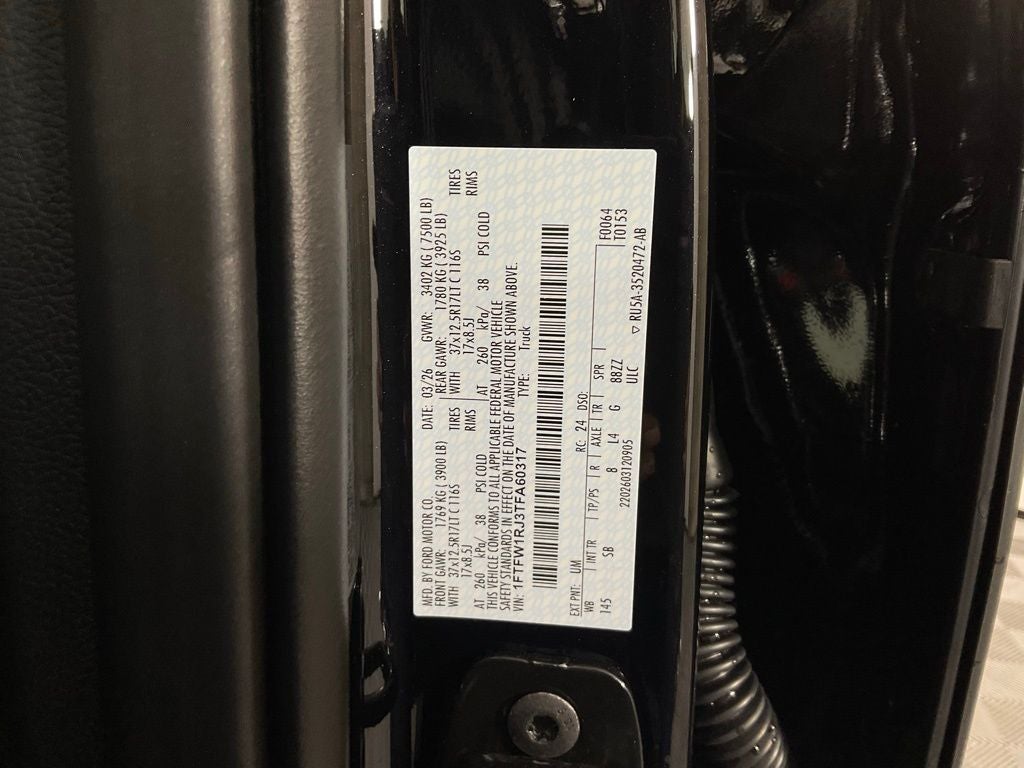 MFD. BY FORD MOTOR CO.
DATE: 03/26 GVWR: 3402 KG ( 7500 LB)
FRONT GAWR: 1769 KG ( 3900 LB)
REAR GAWR: 1780 KG ( 3925 LB)
WITH 37x12.5R17LT C 116S TIRES
WITH 37x12.5R17LT C 116S TIRES
17x8.5J RIMS
17x8.5J RIMS
AT 260 kPa/ 38 PSI COLD
AT 260 kPa/ 38 PSI COLD
THIS VEHICLE CONFORMS TO ALL APPLICABLE FEDERAL MOTOR VEHICLE
SAFETY STANDARDS IN EFFECT ON THE DATE OF MANUFACTURE SHOWN ABOVE.
VIN: 1FTFW1RJ3TFA60317 TYPE: Truck
EXT PNT: UM RC: 24 DSO: F0064
WB INT TR TP/PS R AXLE TR SPR T0153
145 SB 8 L4 G 88ZZ
ULC
2202603120905 ▽ RU5A-3520472-AB